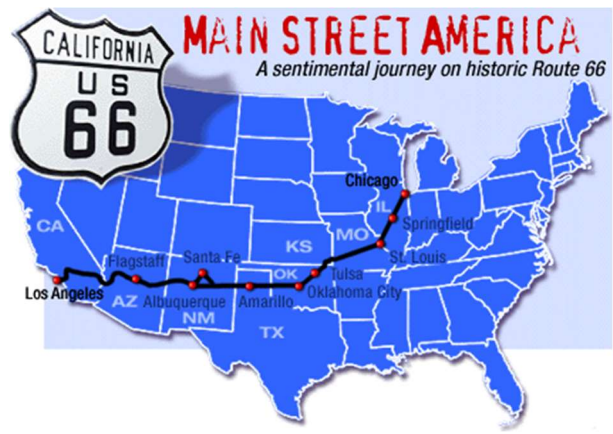 CALIFORNIA
US
66
MAIN STREET AMERICA
A sentimental journey on historic Route 66
Chicago
IL
Springfield
CA
MO
KS
St. Louis
Flagstaff
Santa Fe
OK
Tulsa
Los Angeles
AZ
Albuquerque
Amarillo
Oklahoma City
NM
TX